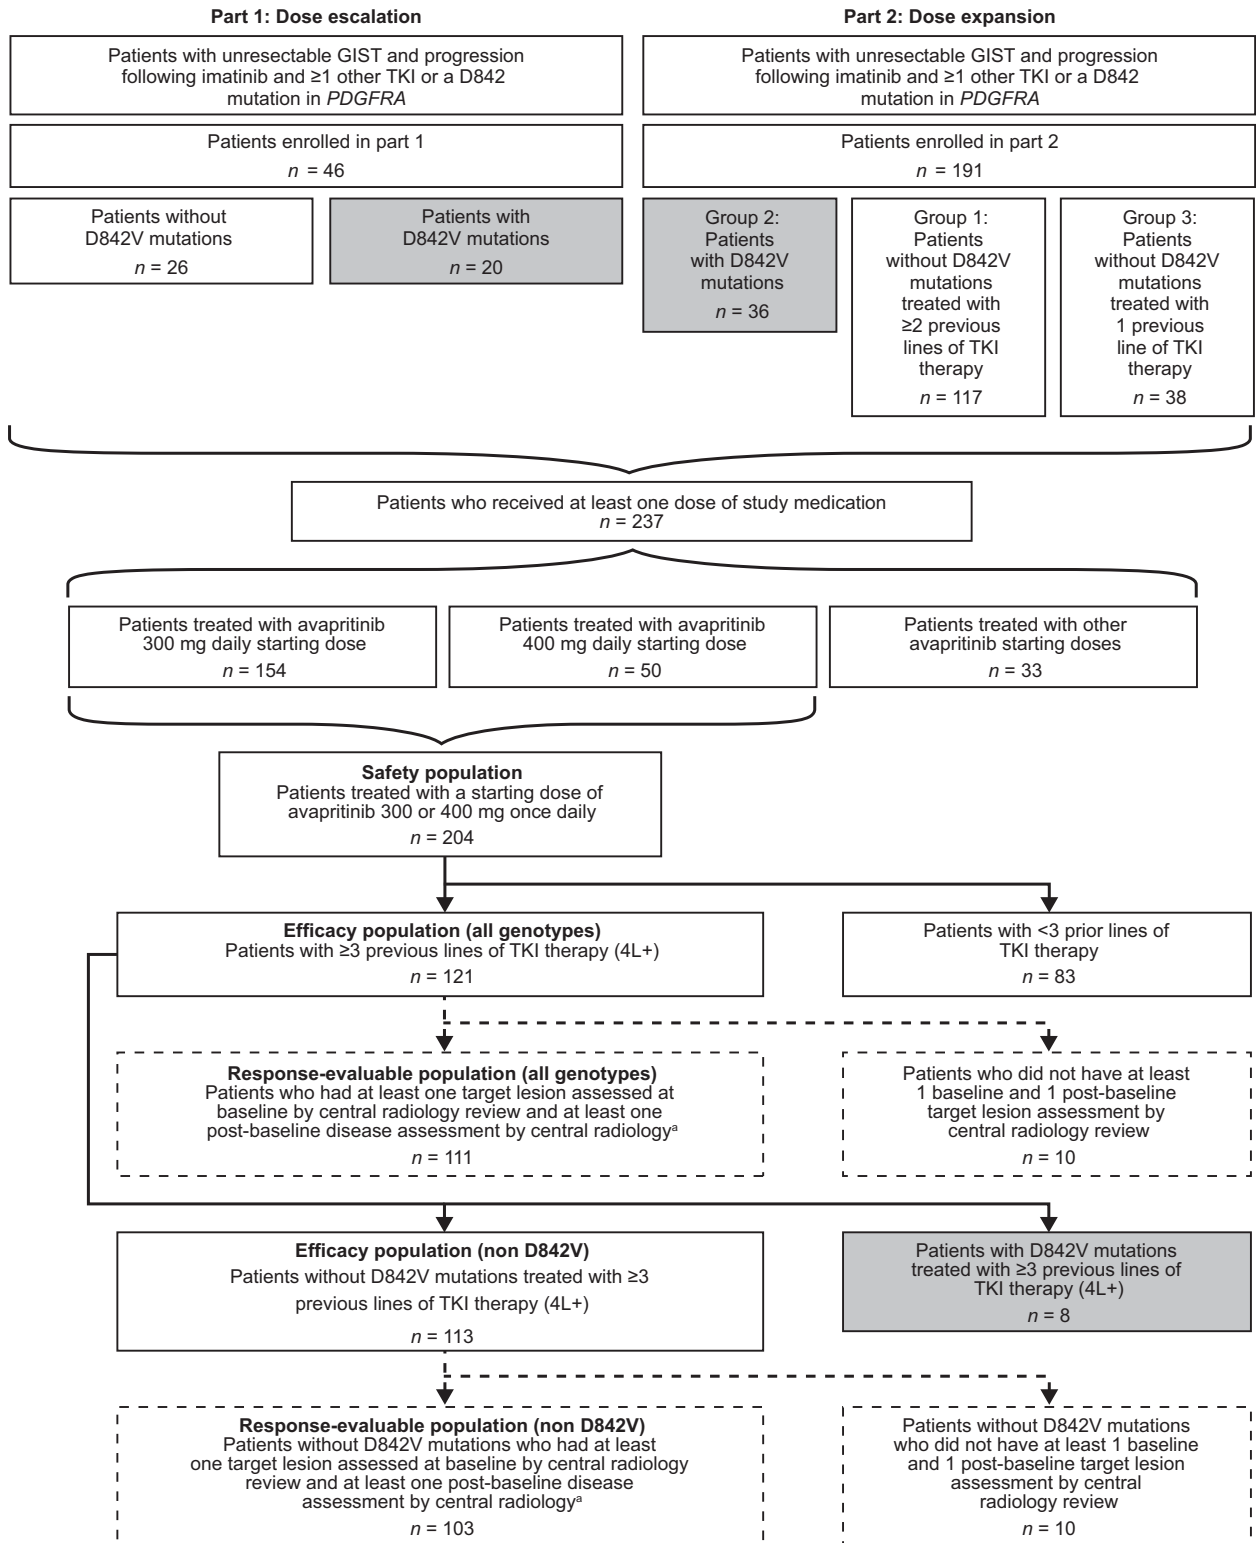 Part 1: Dose escalation
Part 2: Dose expansion
Patients with unresectable GIST and progression
following imatinib and ≥1 other TKI or a D842
mutation in PDGFRA
Patients with unresectable GIST and progression
following imatinib and ≥1 other TKI or a D842
mutation in PDGFRA
Patients enrolled in part 1
n = 46
Patients enrolled in part 2
n = 191
Patients without
D842V mutations
n = 26
Patients with
D842V mutations
n = 20
Group 2:
Patients
with D842V
mutations
n = 36
Group 1:
Patients
without D842V
mutations
treated with
≥2 previous
lines of TKI
therapy
n = 117
Group 3:
Patients
without D842V
mutations
treated with
1 previous
line of TKI
therapy
n = 38
Patients who received at least one dose of study medication
n = 237
Patients treated with avapritinib
300 mg daily starting dose
n = 154
Patients treated with avapritinib
400 mg daily starting dose
n = 50
Patients treated with other
avapritinib starting doses
n = 33
Safety population
Patients treated with a starting dose of
avapritinib 300 or 400 mg once daily
n = 204
Efficacy population (all genotypes)
Patients with ≥3 previous lines of TKI therapy (4L+)
n = 121
Patients with <3 prior lines of
TKI therapy
n = 83
Response-evaluable population (all genotypes)
Patients who had at least one target lesion assessed at
baseline by central radiology review and at least one
post-baseline disease assessment by central radiologyᵃ
n = 111
Patients who did not have at least
1 baseline and 1 post-baseline
target lesion assessment by
central radiology review
n = 10
Efficacy population (non D842V)
Patients without D842V mutations treated with ≥3
previous lines of TKI therapy (4L+)
n = 113
Patients with D842V mutations
treated with ≥3 previous lines of
TKI therapy (4L+)
n = 8
Response-evaluable population (non D842V)
Patients without D842V mutations who had at least
one target lesion assessed at baseline by central radiology
review and at least one post-baseline disease
assessment by central radiologyᵃ
n = 103
Patients without D842V mutations
who did not have at least 1 baseline
and 1 post-baseline target lesion
assessment by central
radiology review
n = 10